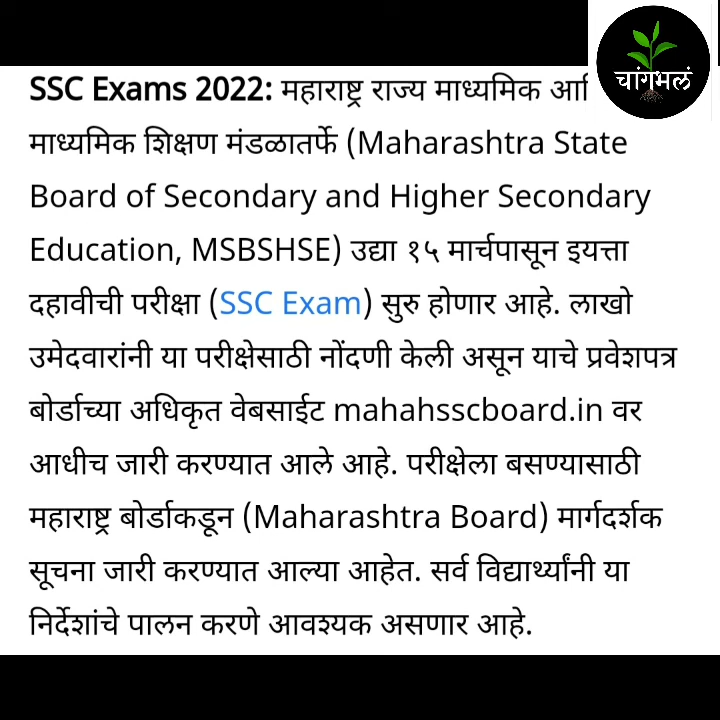 चांगभलं
SSC Exams 2022: महाराष्ट्र राज्य माध्यमिक
माध्यमिक शिक्षण मंडळातर्फे (Maharashtra State
Board of Secondary and Higher Secondary
Education, MSBSHSE) उद्या १५ मार्चपासून इयत्ता
दहावीची परीक्षा (SSC Exam) सुरु होणार आहे. लाखो
उमेदवारांनी या परीक्षेसाठी नोंदणी केली असून याचे प्रवेशपत्र
बोर्डाच्या अधिकृत वेबसाईट mahahsscboard.in वर
आधीच जारी करण्यात आले आहे. परीक्षेला बसण्यासाठी
महाराष्ट्र बोर्डाकडून (Maharashtra Board) मार्गदर्शक
सूचना जारी करण्यात आल्या आहेत. सर्व विद्यार्थ्यांनी या
निर्देशांचे पालन करणे आवश्यक असणार आहे.